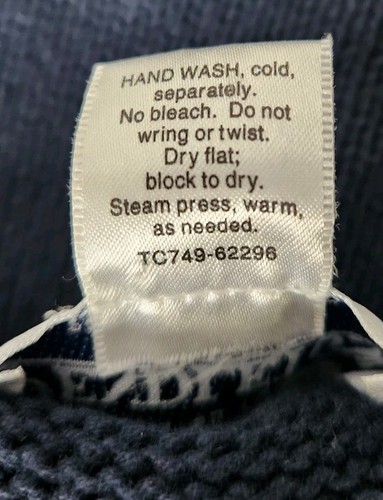 HAND WASH, cold,
separately.
No bleach. Do not
wring or twist.
Dry flat;
block to dry.
Steam press, warm,
as needed.
TC749-62296